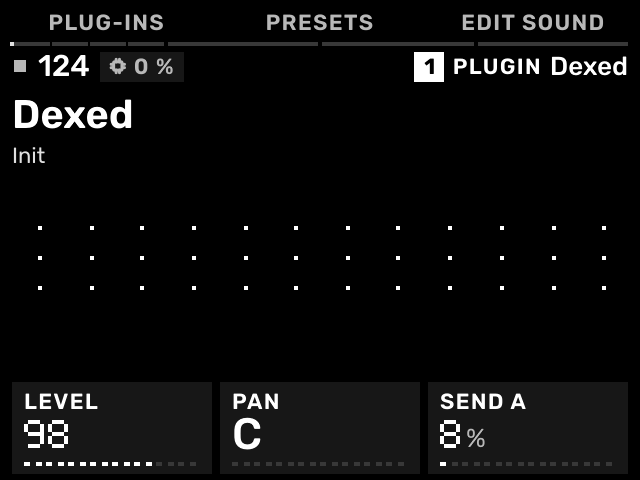 PLUG-INS PRESETS EDIT SOUND
124 0 % 1 PLUGIN Dexed
Dexed
Init
LEVEL PAN SEND A
98 C 8 %